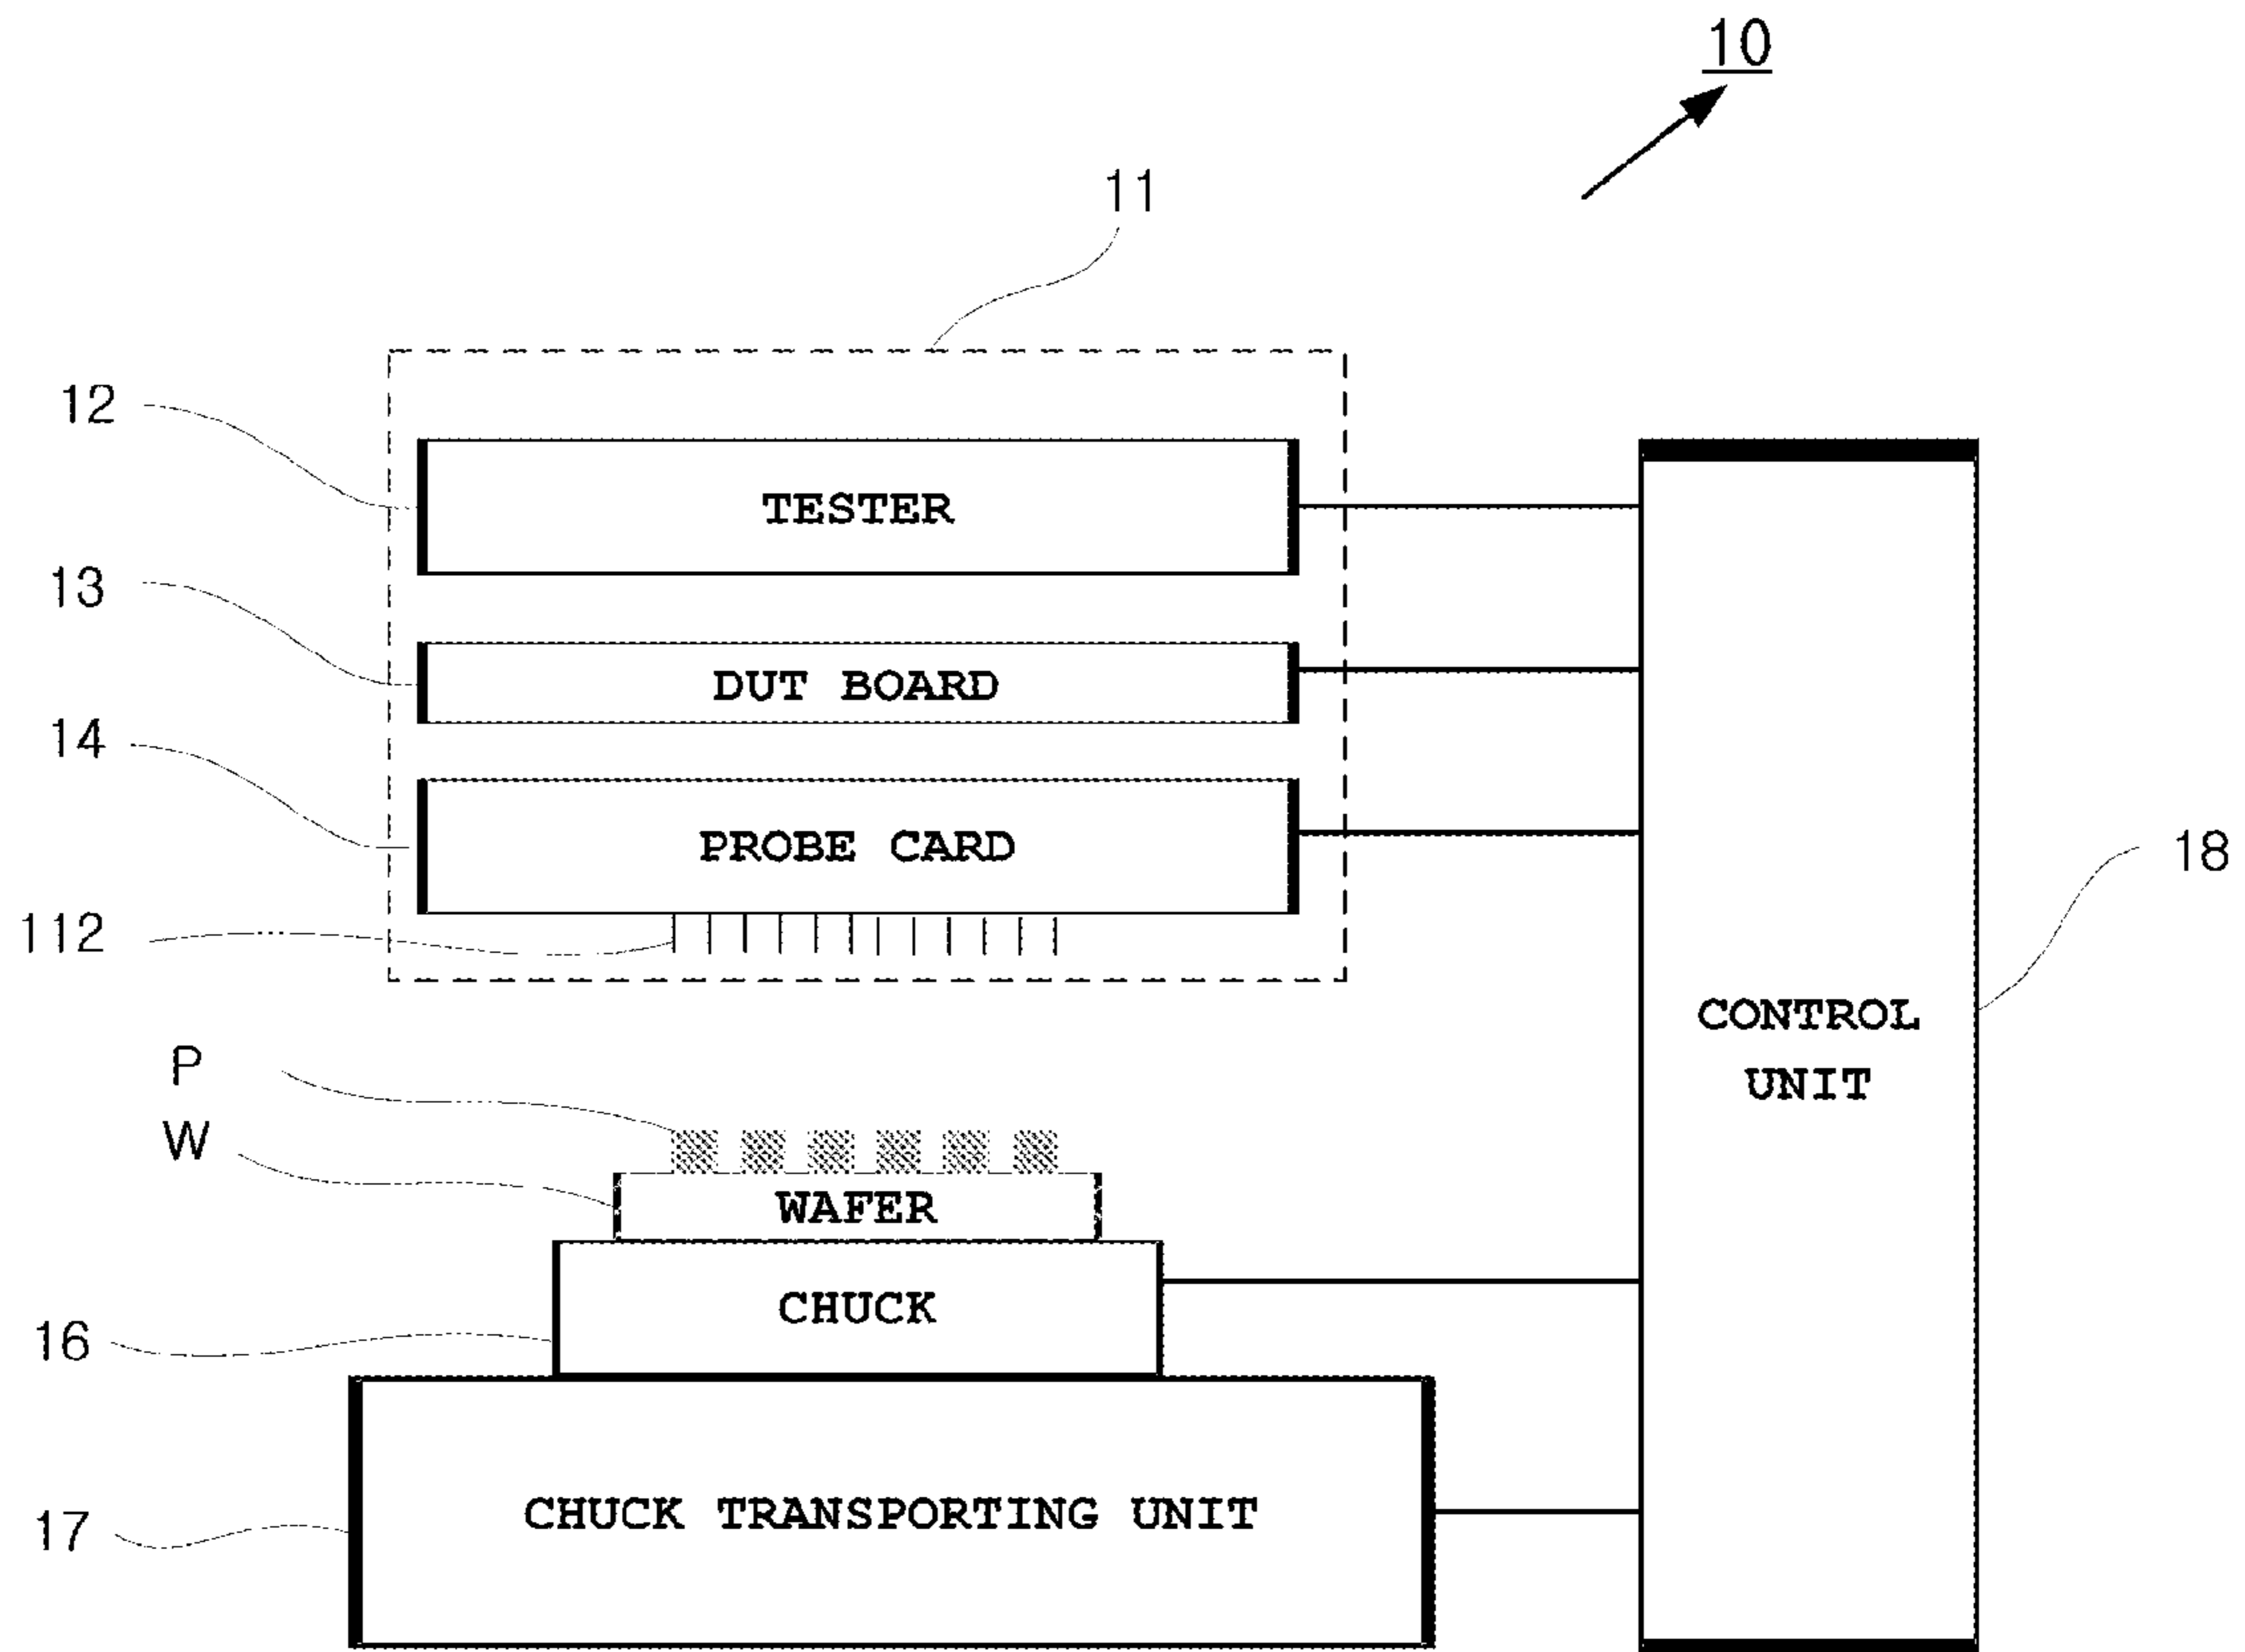 10
11
12
TESTER
13
DUT BOARD
14
PROBE CARD
18
112
CONTROL
UNIT
P
W
WAFER
CHUCK
16
CHUCK TRANSPORTING UNIT
17